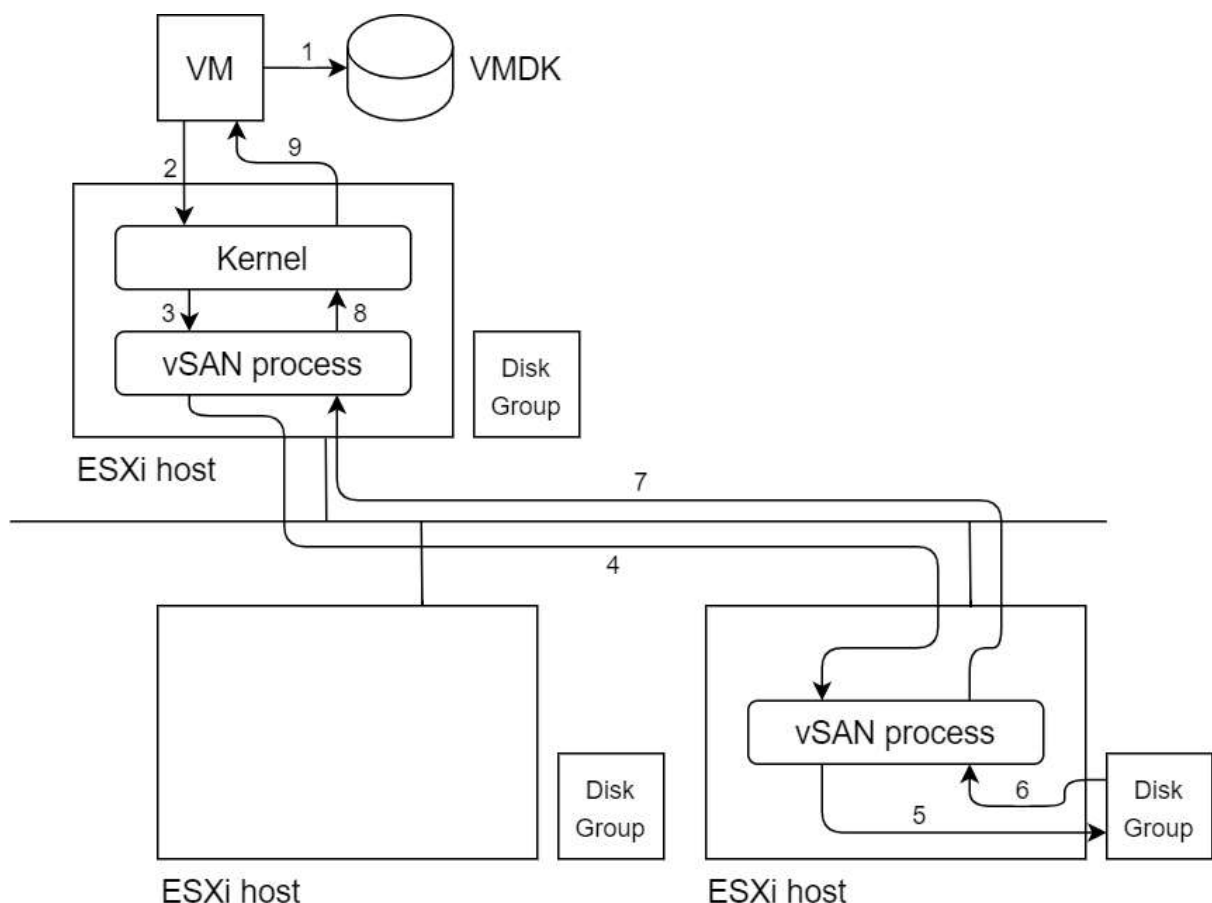 VM
1
VMDK
2
9
Kernel
3
8
vSAN process
Disk
Group
ESXi host
7
4
vSAN process
Disk
Group
6
5
Disk
Group
ESXi host
ESXi host